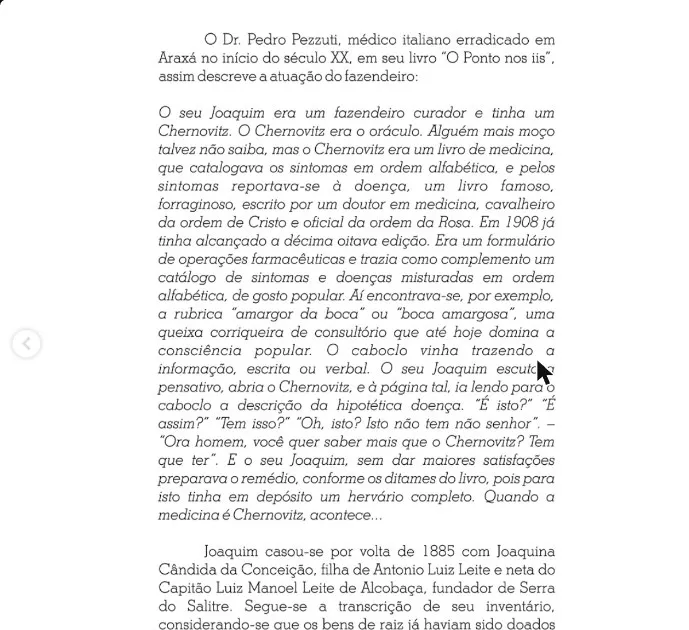 O Dr. Pedro Pezzuti, médico italiano erradicado em
Araxá no início do século XX, em seu livro "O Ponto nos iis",
assim descreve a atuação do fazendeiro:
O seu Joaquim era um fazendeiro curador e tinha um
Chernovitz. O Chernovitz era o oráculo. Alguém mais moço
talvez não saiba, mas o Chernovitz era um livro de medicina,
que catalogava os sintomas em ordem alfabética, e pelos
sintomas reportava-se à doença, um livro famoso,
forraginoso, escrito por um doutor em medicina, cavalheiro
da ordem de Cristo e oficial da ordem da Rosa. Em 1908 já
tinha alcançado a décima oitava edição. Era um formulário
de operações farmacêuticas e trazia como complemento um
catálogo de sintomas e doenças misturadas em ordem
alfabética, de gosto popular. Aí encontrava-se, por exemplo,
a rubrica "amargor da boca" ou "boca amargosa", uma
queixa corriqueira de consultório que até hoje domina a
consciência popular. O caboclo vinha trazendo a
informação, escrita ou verbal. O seu Joaquim
pensativo, abria o Chernovitz, e à página tal, ia lendo para o
caboclo a descrição da hipotética doença. "É isto?" "É
assim?" "Tem isso?" "Oh, isto? Isto não tem não senhor". –
"Ora homem, você quer saber mais que o Chernovitz? Tem
que ter". E o seu Joaquim, sem dar maiores satisfações
preparava o remédio, conforme os ditames do livro, pois para
isto tinha em depósito um hervário completo. Quando a
medicina é Chernovitz, acontece...
Joaquim casou-se por volta de 1885 com Joaquina
Cândida da Conceição, filha de Antonio Luiz Leite e neta do
Capitão Luiz Manoel Leite de Alcobaça, fundador de Serra
do Salitre. Segue-se a transcrição de seu inventário,
considerando-se que os bens de raiz já haviam sido doados